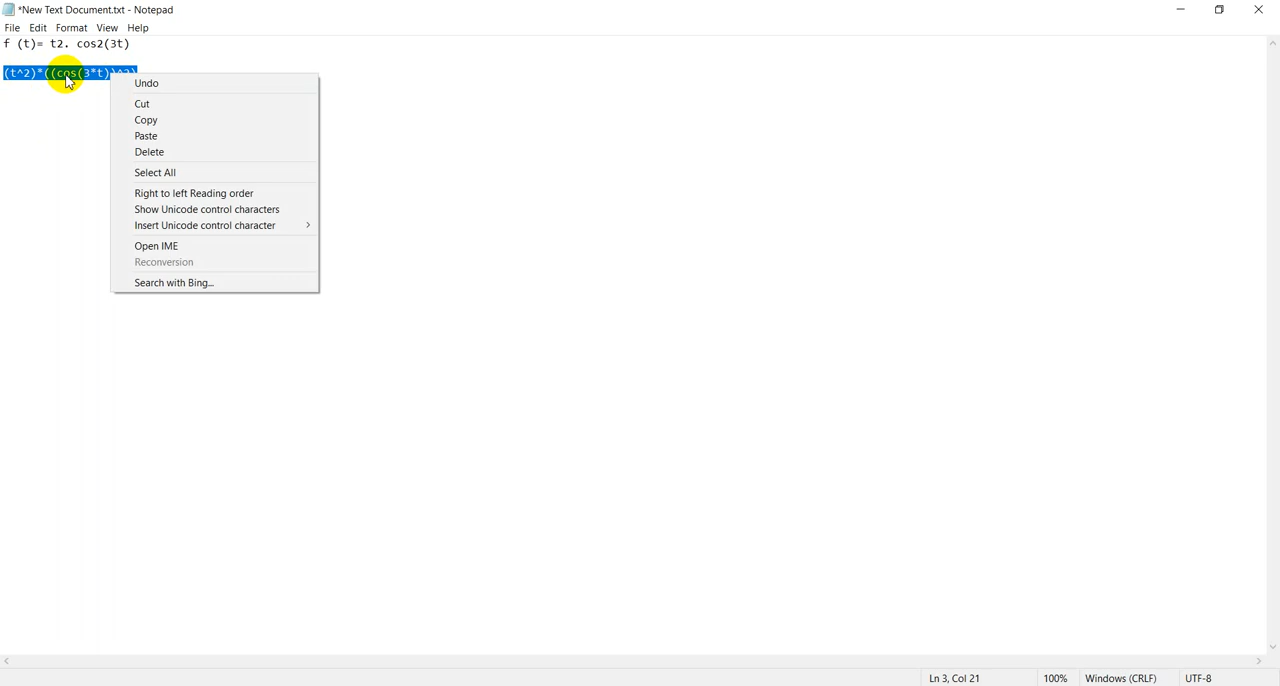 *New Text Document.txt - Notepad
File Edit Format View Help
f (t)= t2. cos2(3t)
(t^2)*((cos(3*t))^2)
Undo
Cut
Copy
Paste
Delete
Select All
Right to left Reading order
Show Unicode control characters
Insert Unicode control character
Open IME
Reconversion
Search with Bing...
Ln 3, Col 21 100% Windows (CRLF) UTF-8